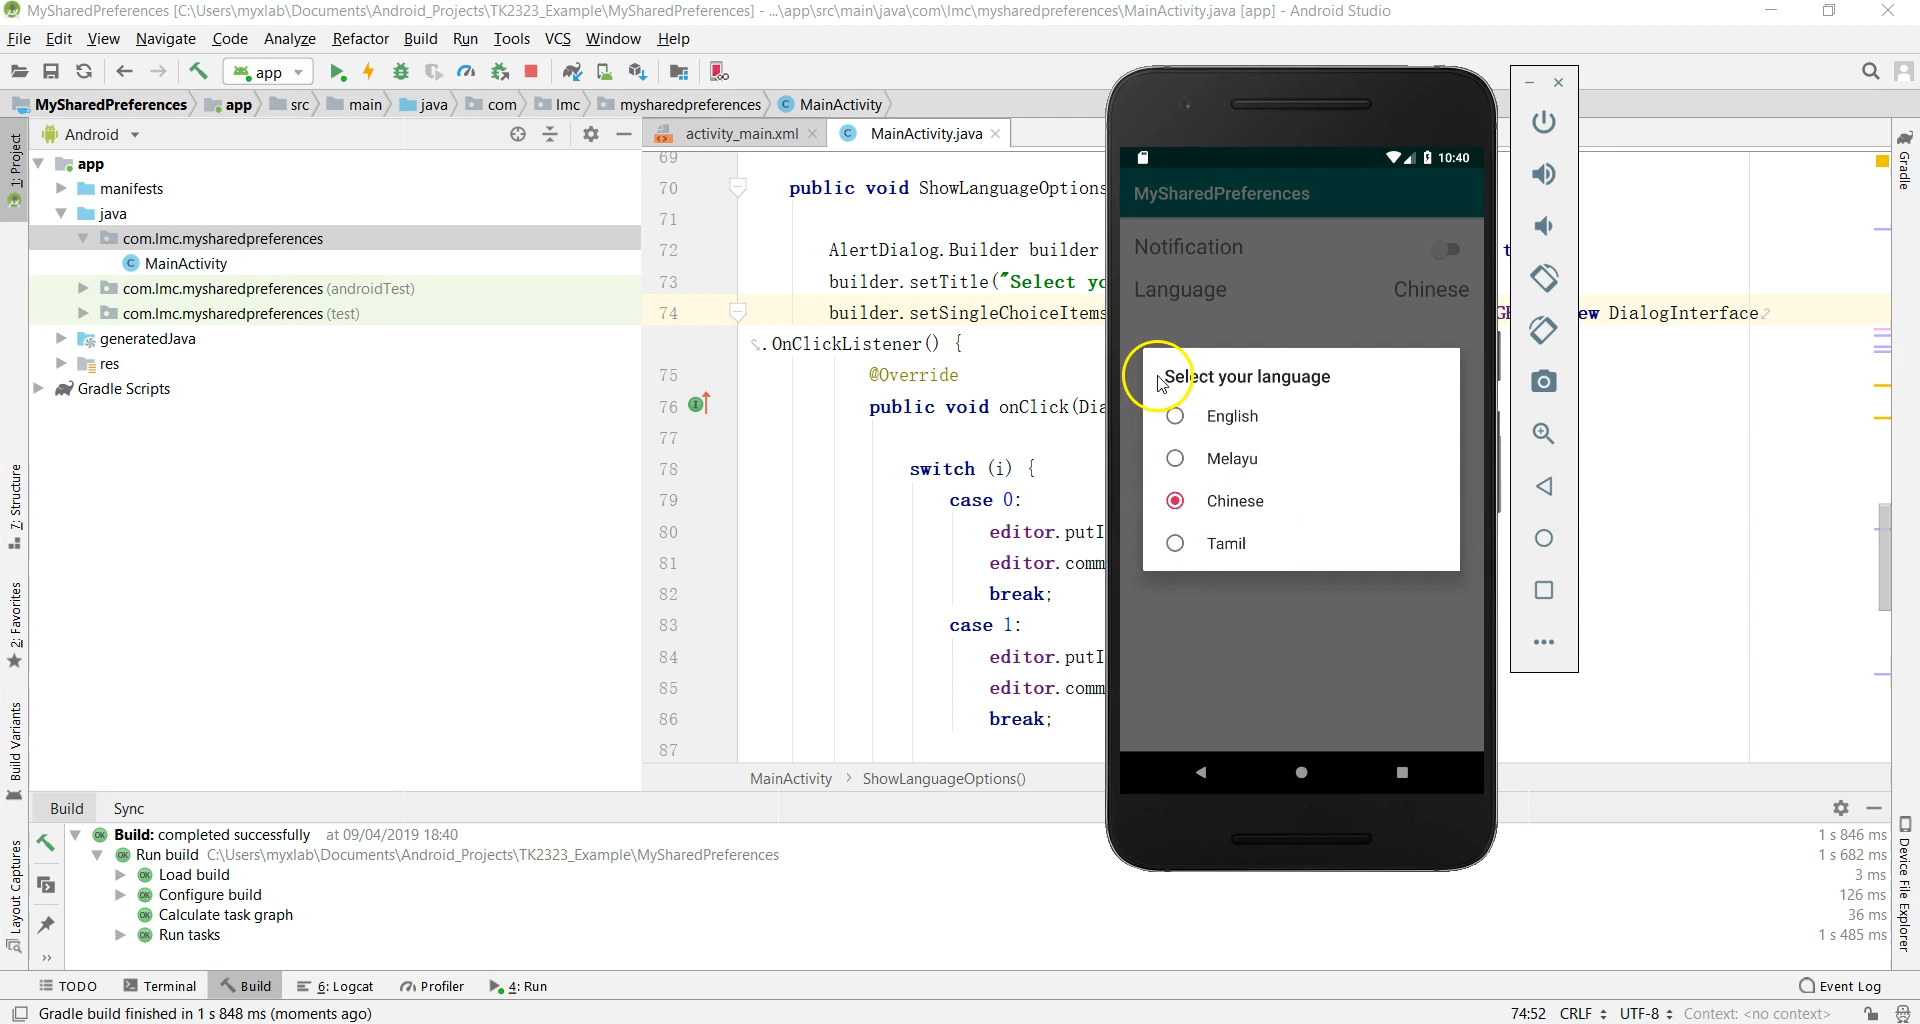 MySharedPreferences [C:\Users\myxlab\Documents\Android_Projects\TK2323_Example\MySharedPreferences] - ...\app\src\main\java\com\lmc\mysharedpreferences\MainActivity.java [app] - Android Studio
File Edit View Navigate Code Analyze Refactor Build Run Tools VCS Window Help
app
MySharedPreferences app src main java com lmc mysharedpreferences MainActivity
Android
activity_main.xml
MainActivity.java
1: Project
7: Structure
2: Favorites
Build Variants
Layout Captures
app
manifests
java
com.lmc.mysharedpreferences
MainActivity
com.lmc.mysharedpreferences (androidTest)
com.lmc.mysharedpreferences (test)
generatedJava
res
Gradle Scripts
69
70 public void ShowLanguageOptions
71
72 AlertDialog.Builder builder
73 builder.setTitle("Select yo
74 builder.setSingleChoiceItems ew DialogInterface
.OnClickListener() {
75 @Override
76 public void onClick(Dia
77
78 switch (i) {
79 case 0:
80 editor.putI
81 editor.comm
82 break;
83 case 1:
84 editor.putI
85 editor.comm
86 break;
87
MainActivity > ShowLanguageOptions()
10:40
MySharedPreferences
Notification
Language Chinese
Select your language
English
Melayu
Chinese
Tamil
Gradle
Device File Explorer
Build Sync
Build: completed successfully at 09/04/2019 18:40 1 s 846 ms
Run build C:\Users\myxlab\Documents\Android_Projects\TK2323_Example\MySharedPreferences 1 s 682 ms
Load build 3 ms
Configure build 126 ms
Calculate task graph 36 ms
Run tasks 1 s 485 ms
TODO Terminal Build 6: Logcat Profiler 4: Run Event Log
Gradle build finished in 1 s 848 ms (moments ago) 74:52 CRLF UTF-8 Context: <no context>